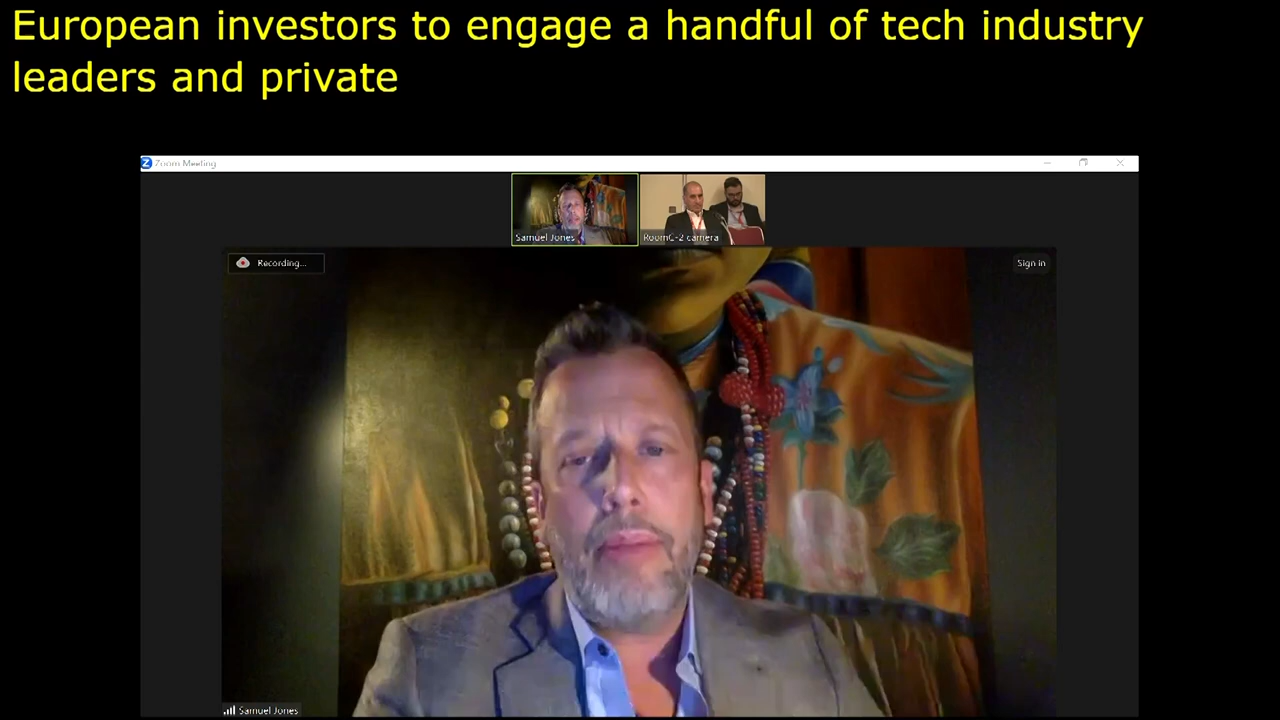 European investors to engage a handful of tech industry
leaders and private
Zoom Meeting
Samuel Jones
RoomC-2 camera
Recording...
Sign in
Samuel Jones